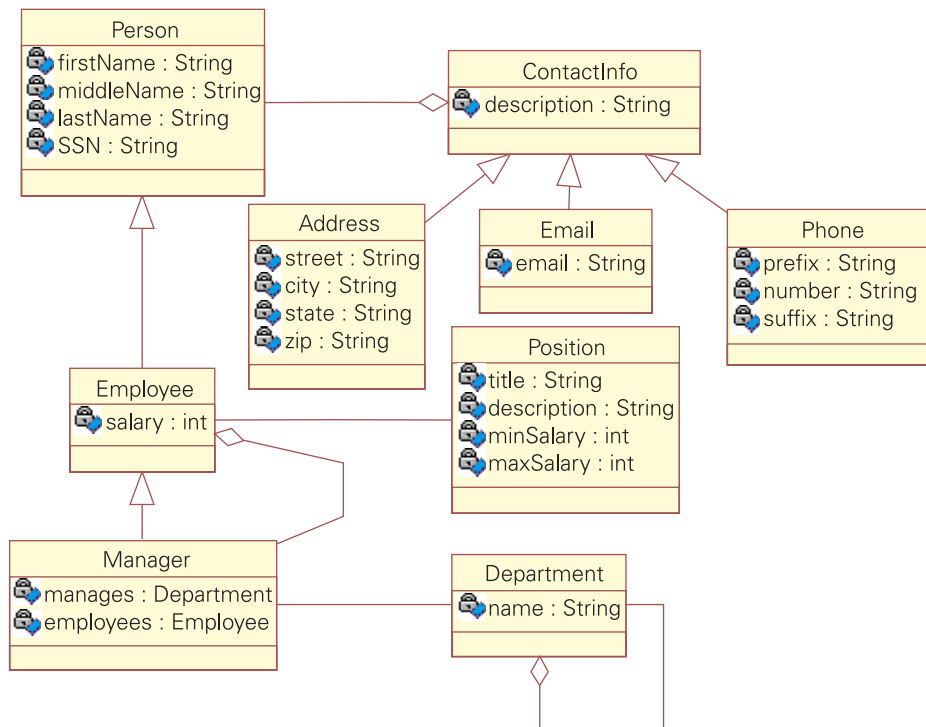 Person
firstName : String
middleName : String
lastName : String
SSN : String
ContactInfo
description : String
Address
street : String
city : String
state : String
zip : String
Email
email : String
Phone
prefix : String
number : String
suffix : String
Employee
salary : int
Position
title : String
description : String
minSalary : int
maxSalary : int
Manager
manages : Department
employees : Employee
Department
name : String